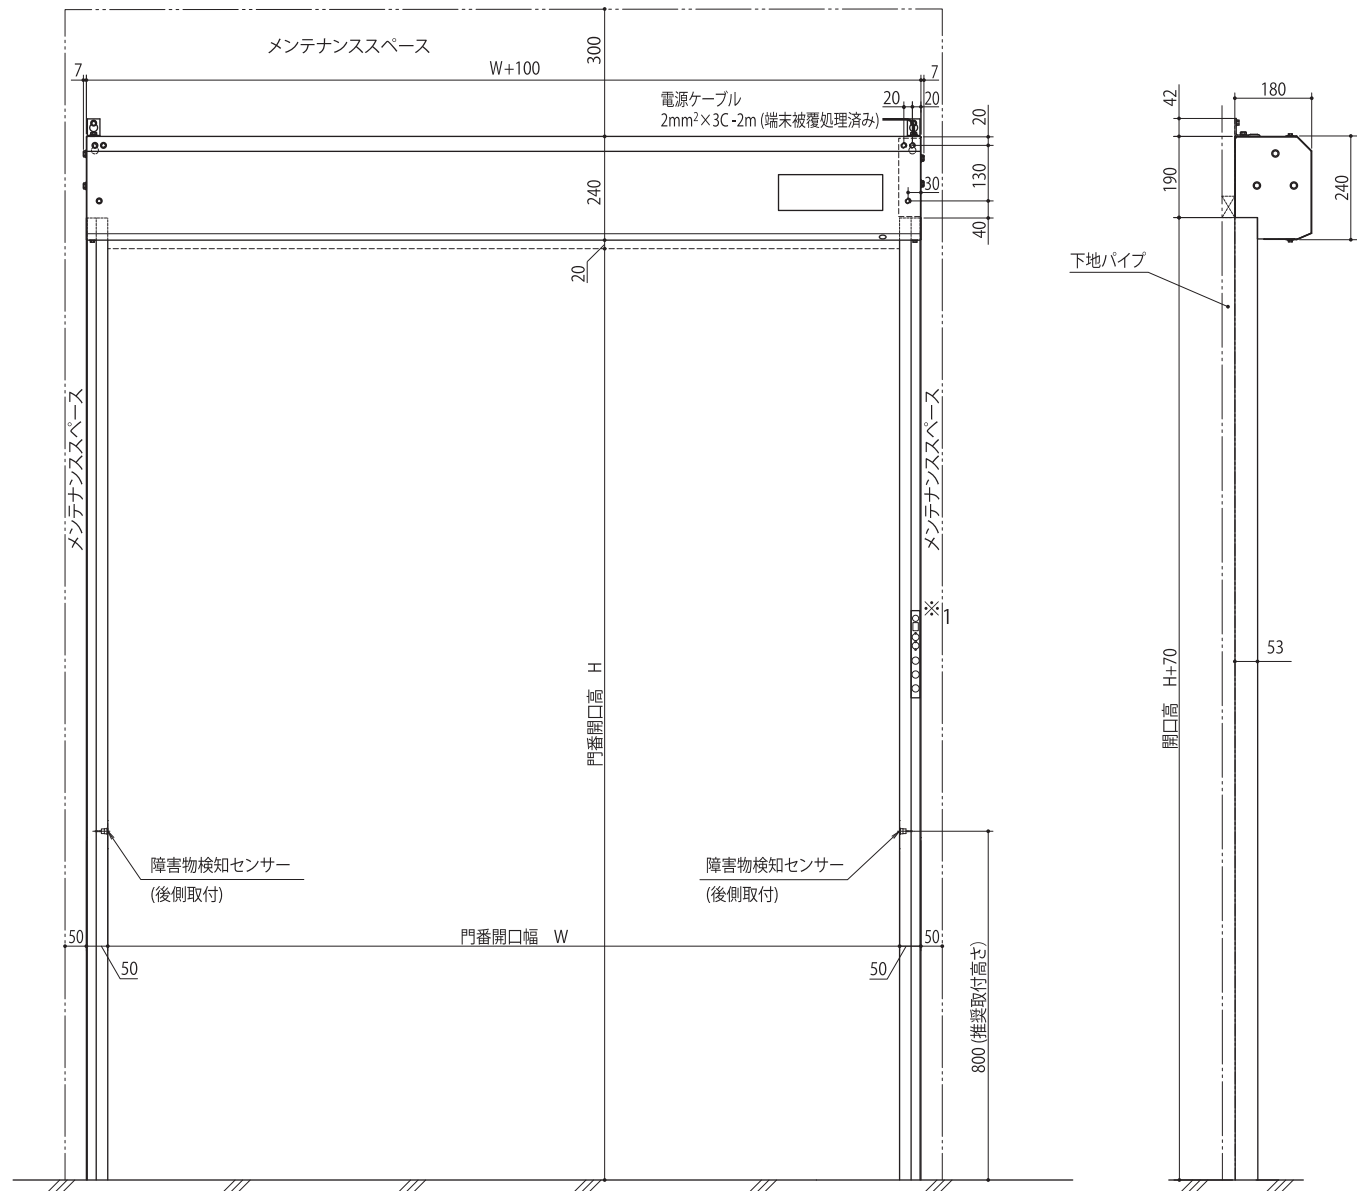 メンテナンススペース
300
7
W+100
7
電源ケーブル
2mm²×3C-2m (端末被覆処理済み)
20
20
20
130
30
40
240
20
メンテナンススペース
メンテナンススペース
※1
門番開口高 H
障害物検知センサー
(後側取付)
障害物検知センサー
(後側取付)
50
門番開口幅 W
50
50
50
800 (推奨取付高さ)
42
180
190
240
下地パイプ
53
開口高 H+70